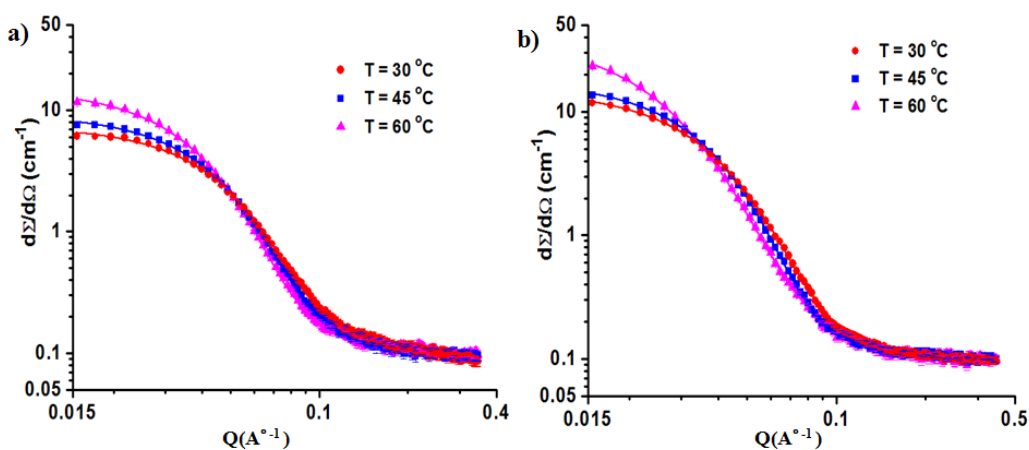 a)
50
10
1
0.1
0.05
dΣ/dΩ (cm⁻¹)
T = 30 °C
T = 45 °C
T = 60 °C
0.015
0.1
0.4
Q(A°⁻¹)
b)
50
10
1
0.1
0.05
dΣ/dΩ (cm⁻¹)
T = 30 °C
T = 45 °C
T = 60 °C
0.015
0.1
0.5
Q(A°⁻¹)